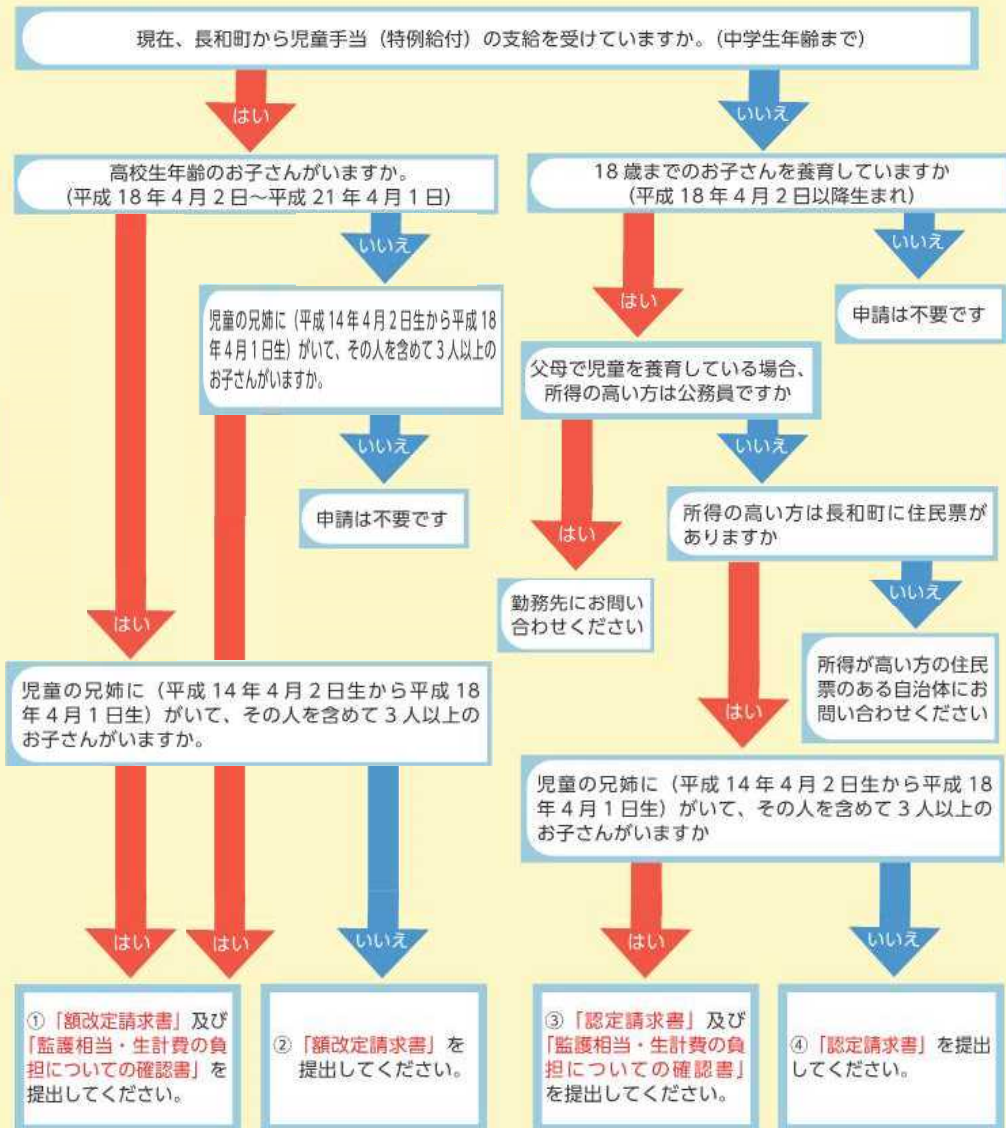 現在、長和町から児童手当（特例給付）の支給を受けていますか。（中学生年齢まで）
はい
いいえ
高校生年齢のお子さんがいますか。
（平成 18 年 4 月 2 日～平成 21 年 4 月 1 日）
18 歳までのお子さんを養育していますか
（平成 18 年 4 月 2 日以降生まれ）
いいえ
はい
いいえ
児童の兄姉に（平成 14 年 4 月 2 日生から平成 18
年 4 月 1 日生）がいて、その人を含めて 3 人以上の
お子さんがいますか。
申請は不要です
父母で児童を養育している場合、
所得の高い方は公務員ですか
いいえ
いいえ
申請は不要です
所得の高い方は長和町に住民票が
ありますか
はい
いいえ
勤務先にお問い
合わせください
はい
所得が高い方の住民
票のある自治体にお
問い合わせください
はい
児童の兄姉に（平成 14 年 4 月 2 日生から平成 18
年 4 月 1 日生）がいて、その人を含めて 3 人以上の
お子さんがいますか。
児童の兄姉に（平成 14 年 4 月 2 日生から平成 18
年 4 月 1 日生）がいて、その人を含めて 3 人以上の
お子さんがいますか
はい
はい
いいえ
はい
いいえ
①「額改定請求書」及び
「監護相当・生計費の負
担についての確認書」を
提出してください。
②「額改定請求書」を
提出してください。
③「認定請求書」及び
「監護相当・生計費の負
担についての確認書」
を提出してください。
④「認定請求書」を提出
してください。